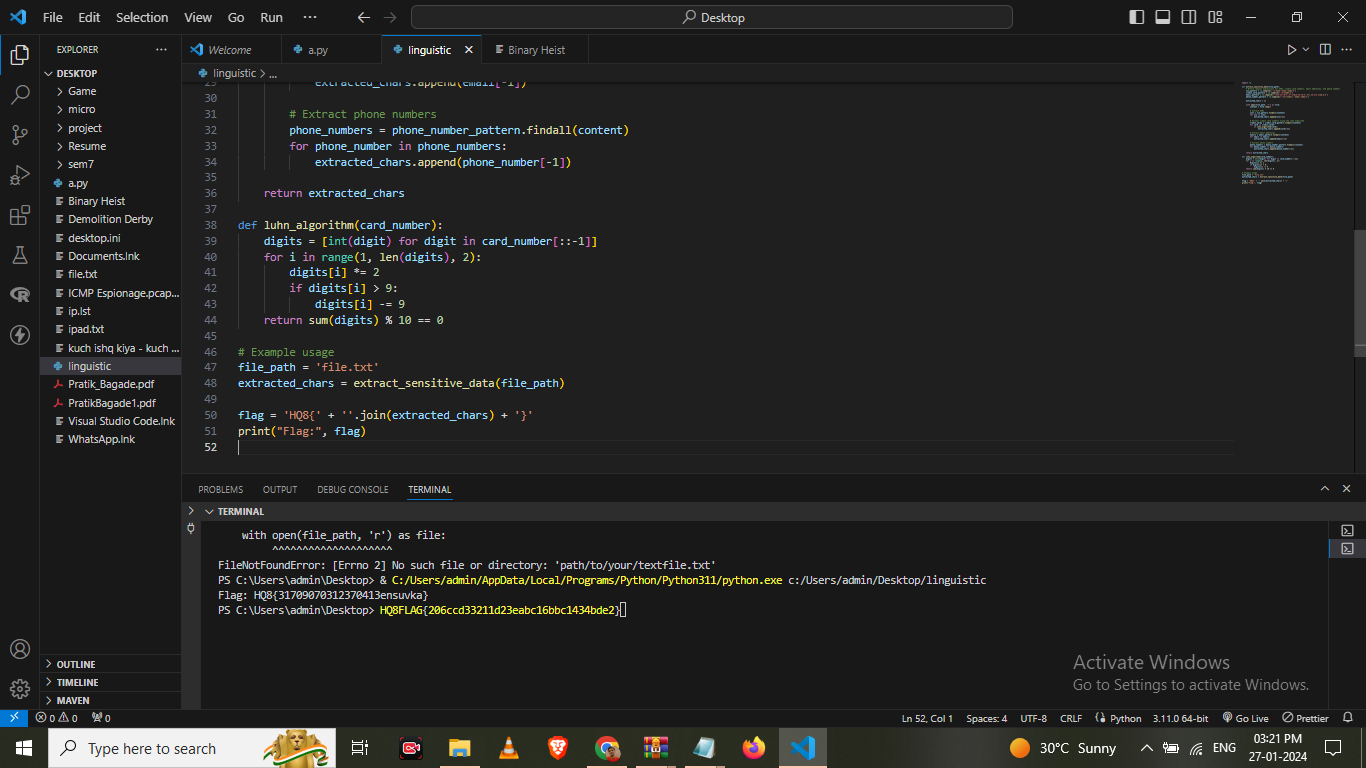 File Edit Selection View Go Run ··· Desktop
EXPLORER ···
Welcome a.py linguistic Binary Heist
linguistic > ...
DESKTOP
Game
micro
project
Resume
sem7
a.py
Binary Heist
Demolition Derby
desktop.ini
Documents.lnk
file.txt
ICMP Espionage.pcap...
ip.lst
ipad.txt
kuch ishq kiya - kuch ...
linguistic
Pratik_Bagade.pdf
PratikBagade1.pdf
Visual Studio Code.lnk
WhatsApp.lnk
OUTLINE
TIMELINE
MAVEN
29 extracted_chars.append(email[-1])
30
31 # Extract phone numbers
32 phone_numbers = phone_number_pattern.findall(content)
33 for phone_number in phone_numbers:
34 extracted_chars.append(phone_number[-1])
35
36 return extracted_chars
37
38 def luhn_algorithm(card_number):
39 digits = [int(digit) for digit in card_number[::-1]]
40 for i in range(1, len(digits), 2):
41 digits[i] *= 2
42 if digits[i] > 9:
43 digits[i] -= 9
44 return sum(digits) % 10 == 0
45
46 # Example usage
47 file_path = 'file.txt'
48 extracted_chars = extract_sensitive_data(file_path)
49
50 flag = 'HQ8{' + ''.join(extracted_chars) + '}'
51 print("Flag:", flag)
52
PROBLEMS OUTPUT DEBUG CONSOLE TERMINAL
TERMINAL
with open(file_path, 'r') as file:
^^^^^^^^^^^^^^^^^^^^
FileNotFoundError: [Errno 2] No such file or directory: 'path/to/your/textfile.txt'
PS C:\Users\admin\Desktop> & C:/Users/admin/AppData/Local/Programs/Python/Python311/python.exe c:/Users/admin/Desktop/linguistic
Flag: HQ8{31709070312370413ensuvka}
PS C:\Users\admin\Desktop> HQ8FLAG{206ccd33211d23eabc16bbc1434bde2}
Activate Windows
Go to Settings to activate Windows.
0 0 0 Ln 52, Col 1 Spaces: 4 UTF-8 CRLF Python 3.11.0 64-bit Go Live Prettier
Type here to search 30°C Sunny ENG 03:21 PM
27-01-2024